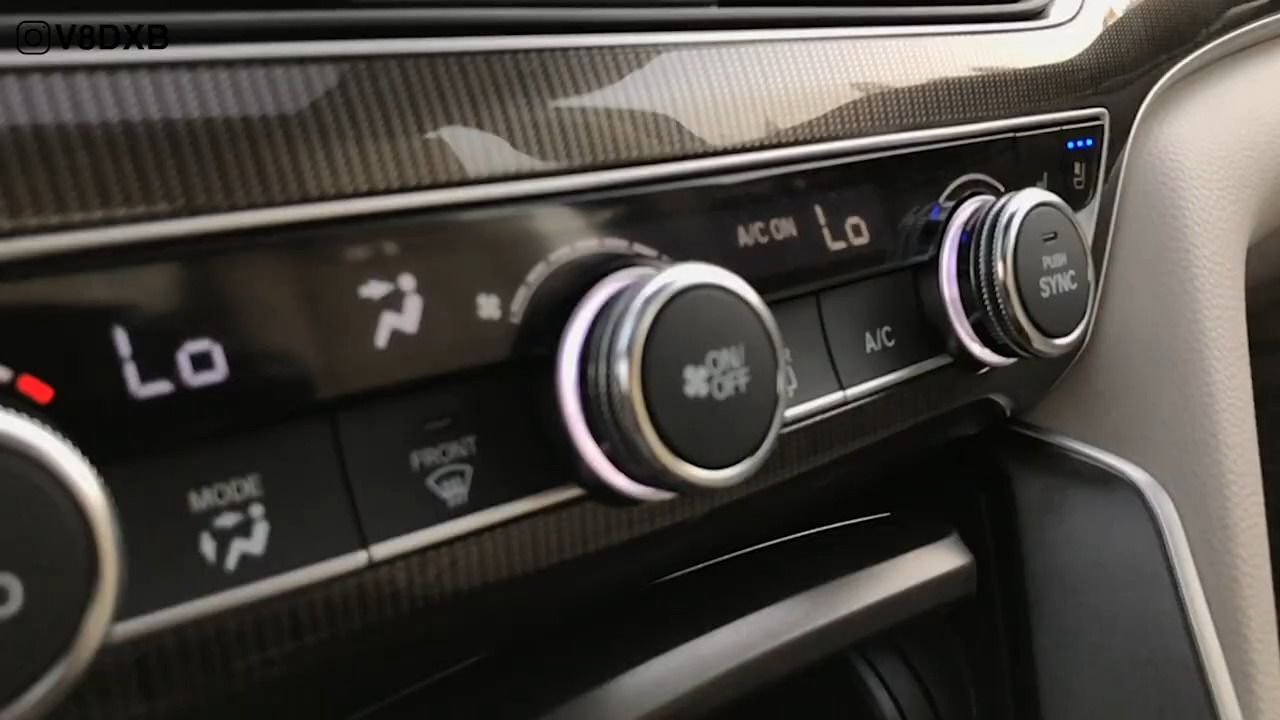 V8DXB
A/C ON
Lo
Lo
PUSH
SYNC
ON/
OFF
A/C
FRONT
MODE